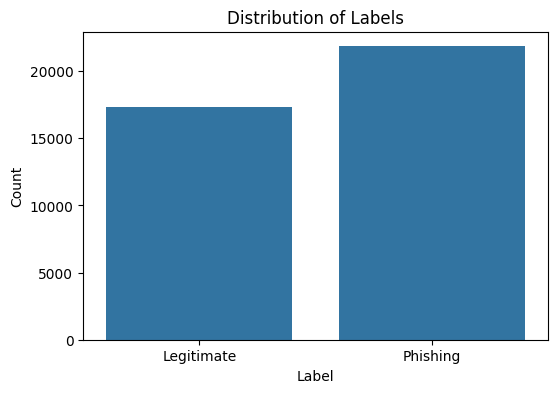 Distribution of Labels
Count
20000
15000
10000
5000
0
Legitimate Phishing
Label